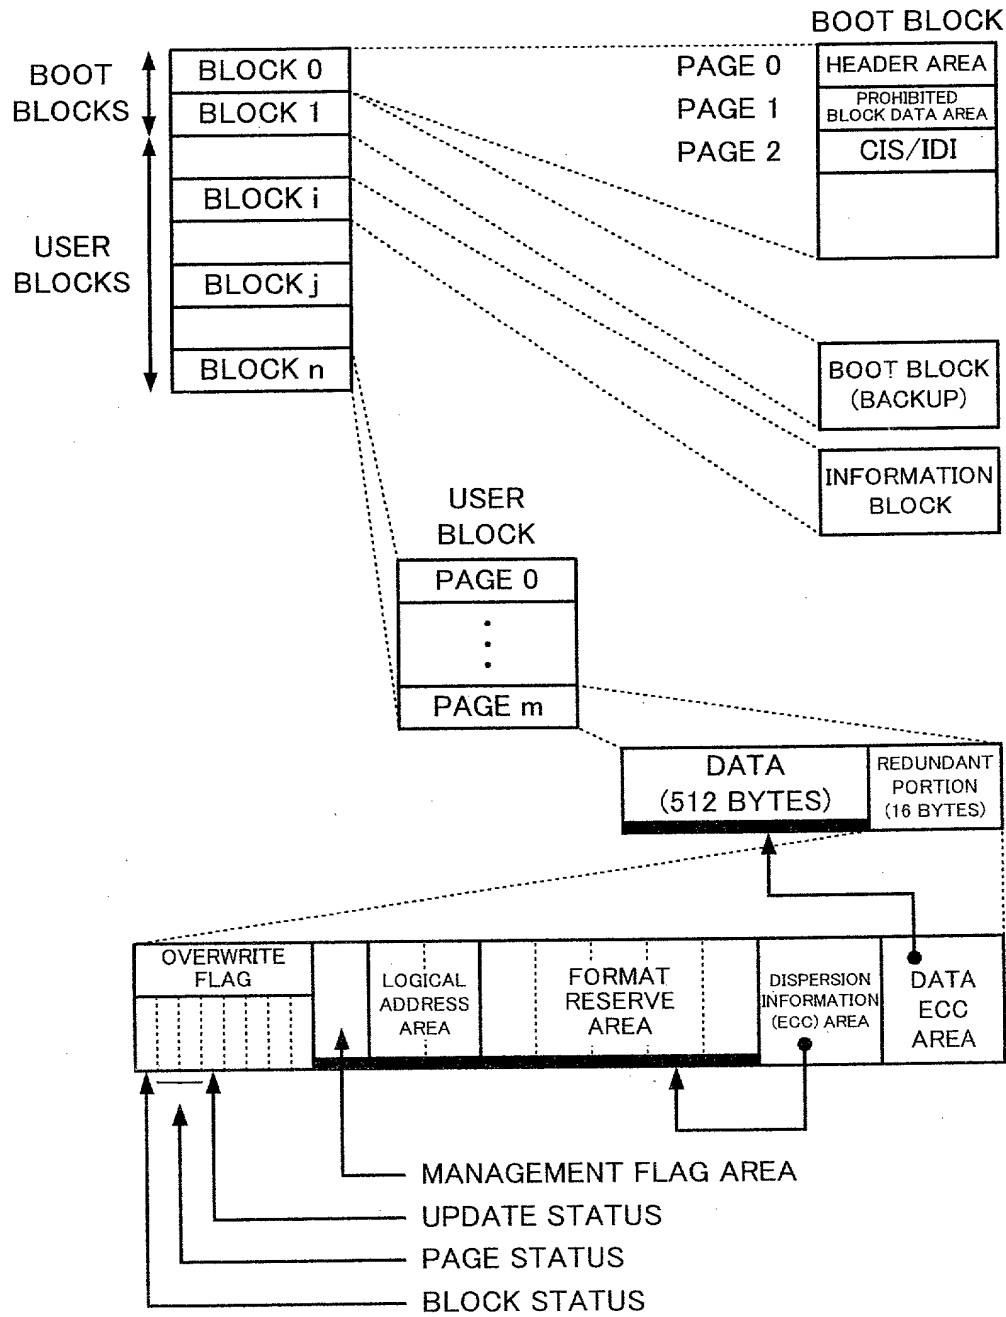 BOOT BLOCK
BOOT
BLOCKS
BLOCK 0
BLOCK 1
PAGE 0
HEADER AREA
PAGE 1
PROHIBITED
BLOCK DATA AREA
PAGE 2
CIS/IDI
USER
BLOCKS
BLOCK i
BLOCK j
BLOCK n
BOOT BLOCK
(BACKUP)
INFORMATION
BLOCK
USER
BLOCK
PAGE 0
PAGE m
DATA
(512 BYTES)
REDUNDANT
PORTION
(16 BYTES)
OVERWRITE
FLAG
LOGICAL
ADDRESS
AREA
FORMAT
RESERVE
AREA
DISPERSION
INFORMATION
(ECC) AREA
DATA
ECC
AREA
MANAGEMENT FLAG AREA
UPDATE STATUS
PAGE STATUS
BLOCK STATUS